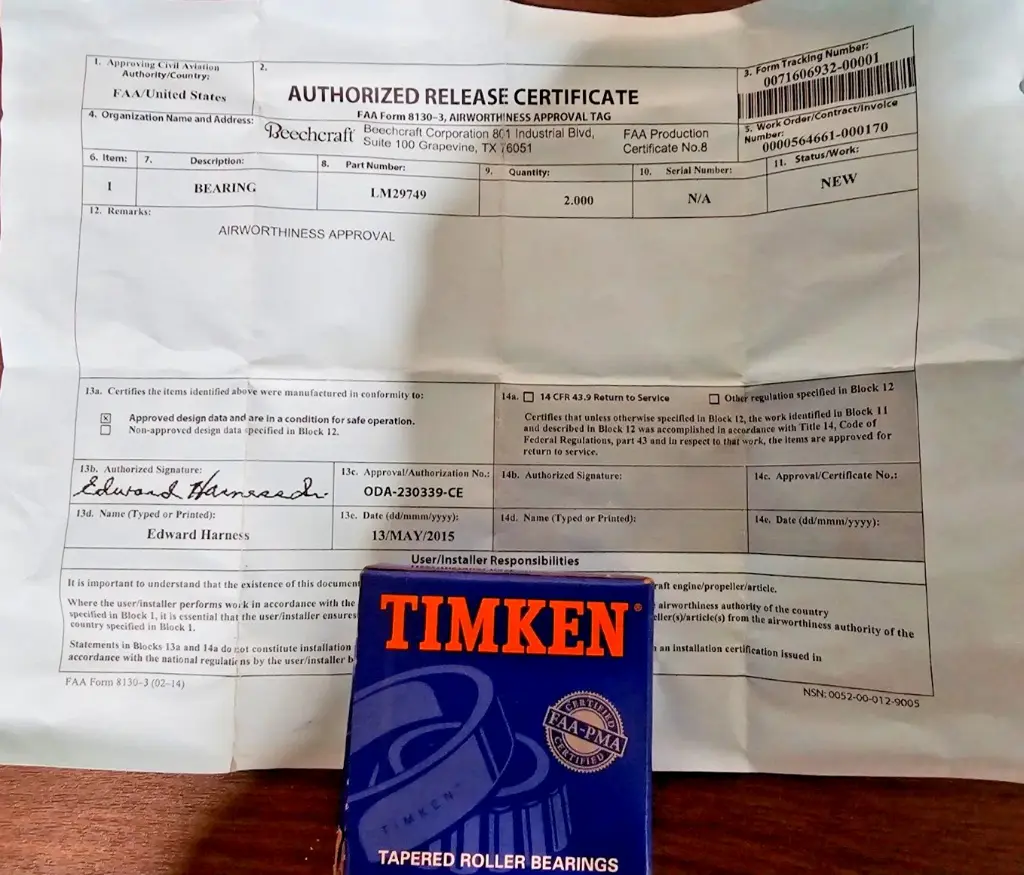 1. Approving Civil Aviation
Authority/Country:
FAA/United States
2.
AUTHORIZED RELEASE CERTIFICATE
FAA Form 8130-3, AIRWORTHINESS APPROVAL TAG
3. Form Tracking Number:
0071606932-00001
4. Organization Name and Address:
Beechcraft
Beechcraft Corporation 801 Industrial Blvd,
Suite 100 Grapevine, TX 76051
FAA Production
Certificate No.8
5. Work Order/Contract/Invoice
Number:
0000564661-000170
6. Item:
1
7. Description:
BEARING
8. Part Number:
LM29749
9. Quantity:
2.000
10. Serial Number:
N/A
11. Status/Work:
NEW
12. Remarks:
AIRWORTHINESS APPROVAL
13a. Certifies the items identified above were manufactured in conformity to:
Approved design data and are in a condition for safe operation.
Non-approved design data specified in Block 12.
14a. 14 CFR 43.9 Return to Service
Other regulation specified in Block 12
Certifies that unless otherwise specified in Block 12, the work identified in Block 11
and described in Block 12 was accomplished in accordance with Title 14, Code of
Federal Regulations, part 43 and in respect to that work, the items are approved for
return to service.
13b. Authorized Signature:
Edward Harness Jr.
13c. Approval/Authorization No.:
ODA-230339-CE
14b. Authorized Signature:
14c. Approval/Certificate No.:
13d. Name (Typed or Printed):
Edward Harness
13e. Date (dd/mmm/yyyy):
13/MAY/2015
14d. Name (Typed or Printed):
14e. Date (dd/mmm/yyyy):
User/Installer Responsibilities
It is important to understand that the existence of this document raft engine/propeller/article.
Where the user/installer performs work in accordance with the airworthiness authority of the country
specified in Block 1, it is essential that the user/installer ensures eller(s)/article(s) from the airworthiness authority of the
country specified in Block 1.
Statements in Blocks 13a and 14a do not constitute installation an installation certification issued in
accordance with the national regulations by the user/installer b
FAA Form 8130-3 (02-14)
NSN: 0052-00-012-9005
TIMKEN®
CERTIFIED
FAA-PMA
CERTIFIED
TIMKEN
TAPERED ROLLER BEARINGS